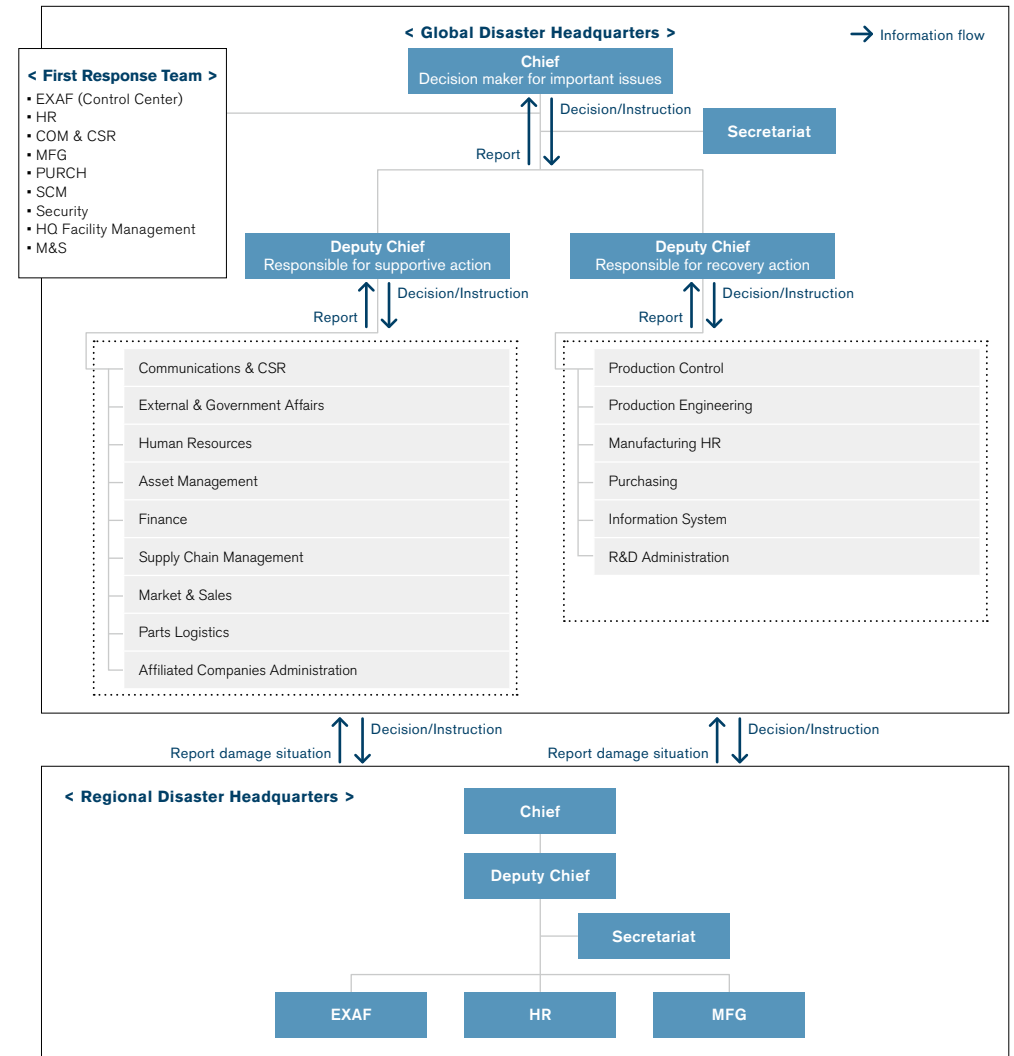 < Global Disaster Headquarters >
Information flow
Chief
Decision maker for important issues
< First Response Team >
▪ EXAF (Control Center)
▪ HR
▪ COM & CSR
▪ MFG
▪ PURCH
▪ SCM
▪ Security
▪ HQ Facility Management
▪ M&S
Decision/Instruction
Report
Secretariat
Deputy Chief
Responsible for supportive action
Decision/Instruction
Report
Communications & CSR
External & Government Affairs
Human Resources
Asset Management
Finance
Supply Chain Management
Market & Sales
Parts Logistics
Affiliated Companies Administration
Deputy Chief
Responsible for recovery action
Decision/Instruction
Report
Production Control
Production Engineering
Manufacturing HR
Purchasing
Information System
R&D Administration
Decision/Instruction
Report damage situation
Decision/Instruction
Report damage situation
< Regional Disaster Headquarters >
Chief
Deputy Chief
Secretariat
EXAF
HR
MFG